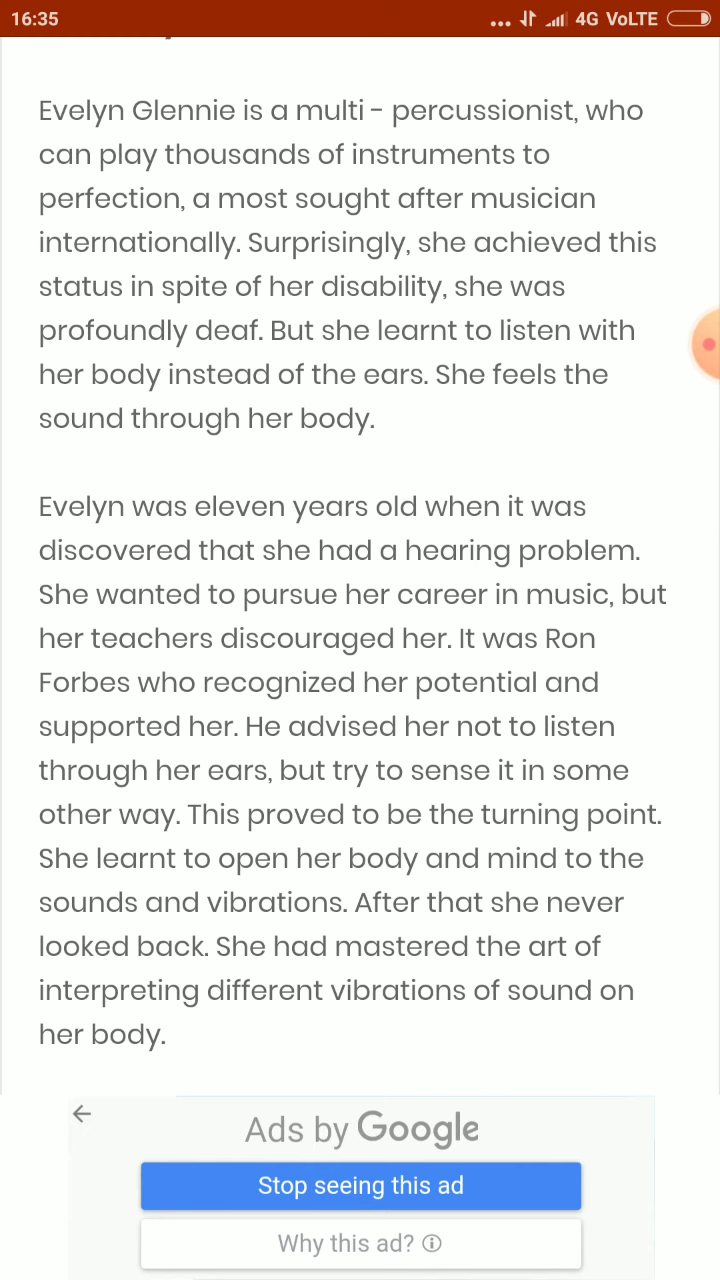 16:35
... 4G VoLTE
Evelyn Glennie is a multi - percussionist, who
can play thousands of instruments to
perfection, a most sought after musician
internationally. Surprisingly, she achieved this
status in spite of her disability, she was
profoundly deaf. But she learnt to listen with
her body instead of the ears. She feels the
sound through her body.
Evelyn was eleven years old when it was
discovered that she had a hearing problem.
She wanted to pursue her career in music, but
her teachers discouraged her. It was Ron
Forbes who recognized her potential and
supported her. He advised her not to listen
through her ears, but try to sense it in some
other way. This proved to be the turning point.
She learnt to open her body and mind to the
sounds and vibrations. After that she never
looked back. She had mastered the art of
interpreting different vibrations of sound on
her body.
Ads by Google
Stop seeing this ad
Why this ad?